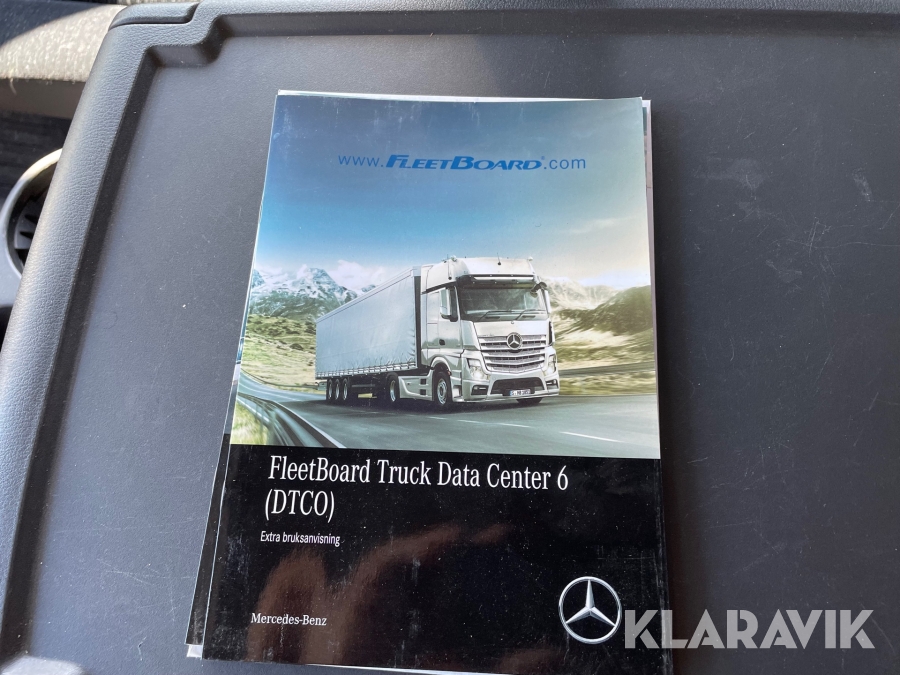 www.FLEETBOARD®.com
FleetBoard Truck Data Center 6
(DTCO)
Extra bruksanvisning
Mercedes-Benz
KLARAVIK